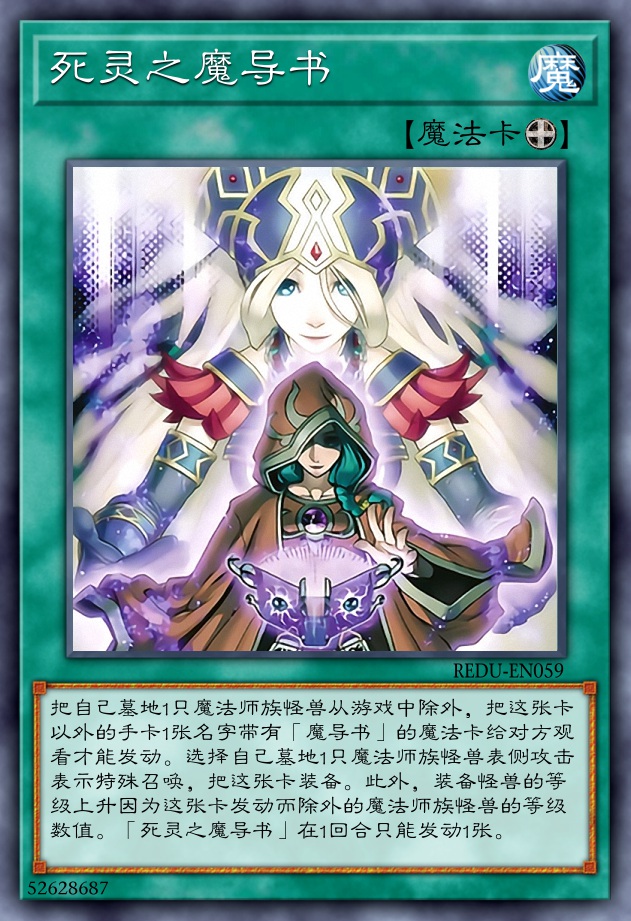 死灵之魔导书
魔
【魔法卡】
REDU-EN059
把自己墓地1只魔法师族怪兽从游戏中除外，把这张卡
以外的手卡1张名字带有「魔导书」的魔法卡给对方观
看才能发动。选择自己墓地1只魔法师族怪兽表侧攻击
表示特殊召唤，把这张卡装备。此外，装备怪兽的等
级上升因为这张卡发动而除外的魔法师族怪兽的等级
数值。「死灵之魔导书」在1回合只能发动1张。
52628687